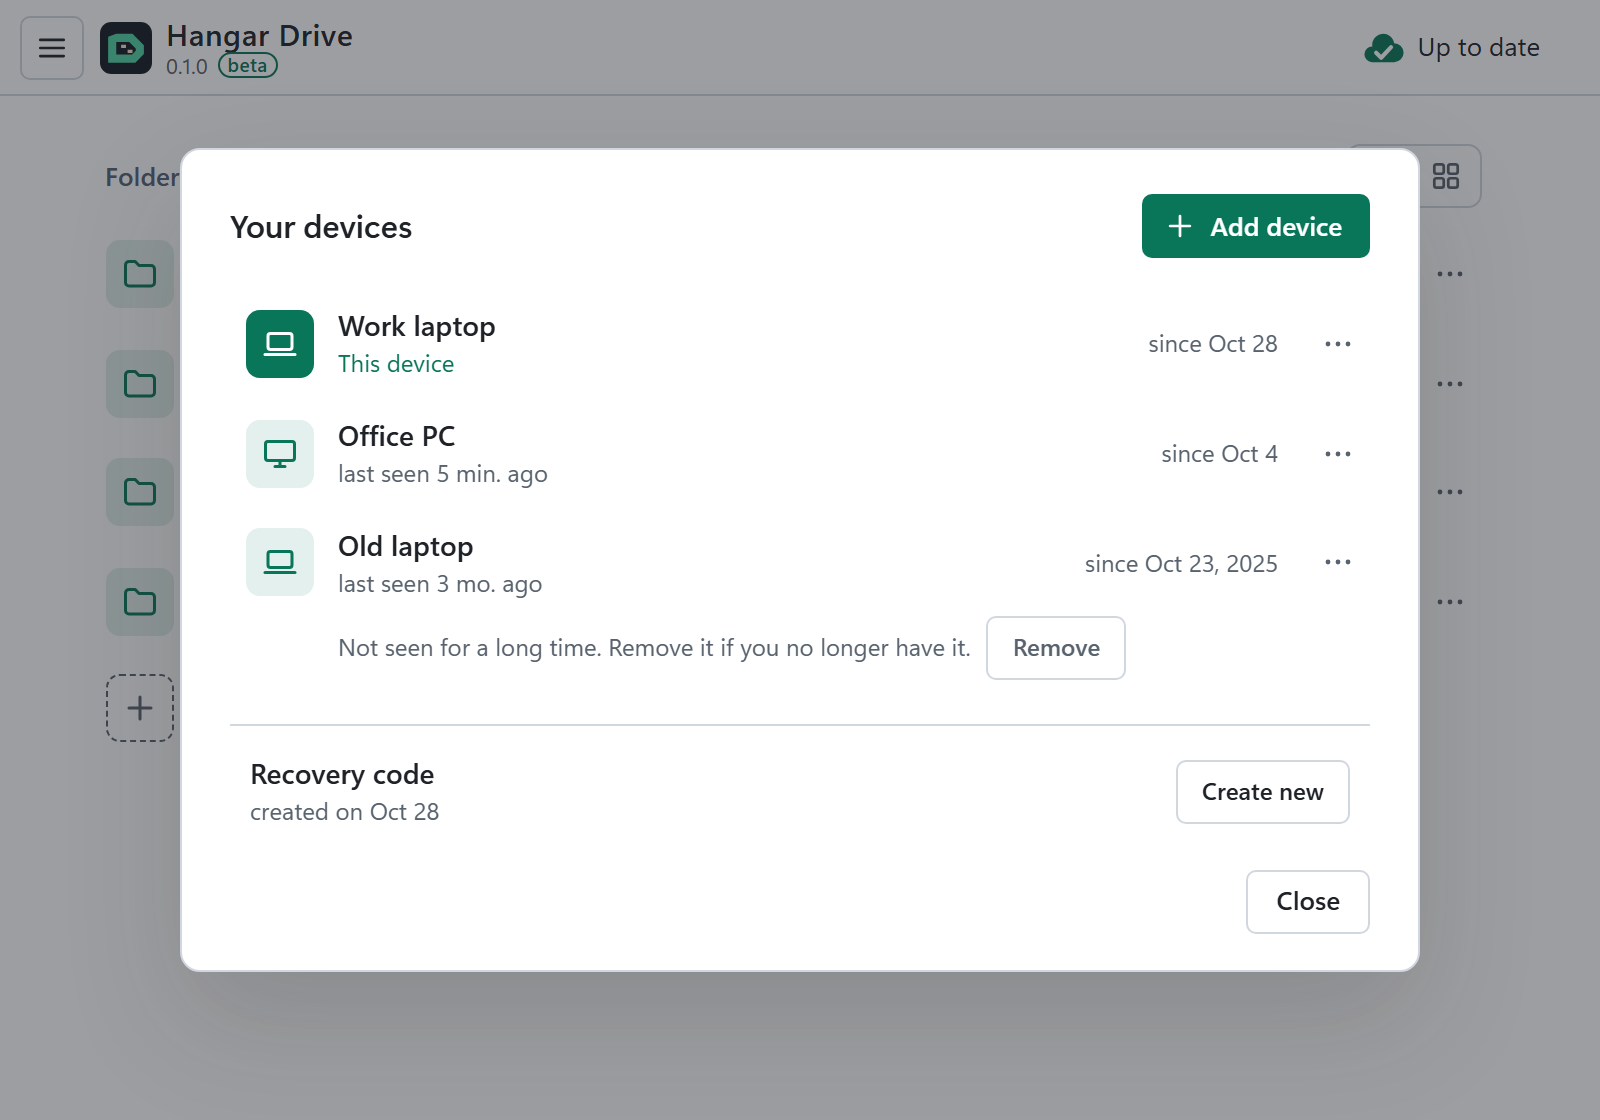 Hangar Drive
0.1.0 beta
Up to date
Folder
Your devices
Add device
Work laptop
This device
since Oct 28
Office PC
last seen 5 min. ago
since Oct 4
Old laptop
last seen 3 mo. ago
since Oct 23, 2025
Not seen for a long time. Remove it if you no longer have it.
Remove
Recovery code
created on Oct 28
Create new
Close